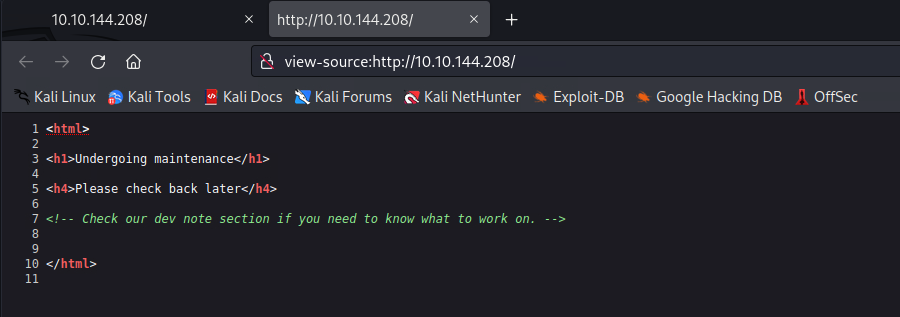 10.10.144.208/ × http://10.10.144.208/ × +
view-source:http://10.10.144.208/
Kali Linux Kali Tools Kali Docs Kali Forums Kali NetHunter Exploit-DB Google Hacking DB OffSec
1 <html>
2
3 <h1>Undergoing maintenance</h1>
4
5 <h4>Please check back later</h4>
6
7 <!-- Check our dev note section if you need to know what to work on. -->
8
9
10 </html>
11